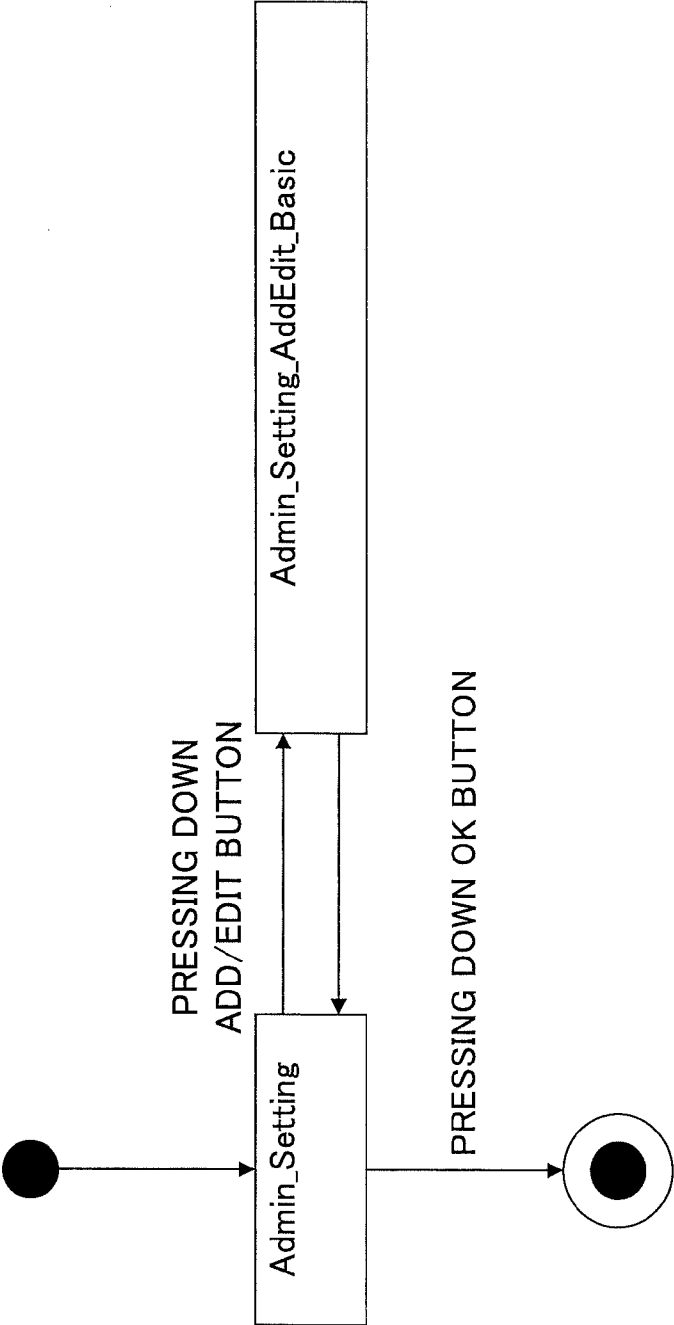 PRESSING DOWN
ADD/EDIT BUTTON
Admin_Setting
Admin_Setting_AddEdit_Basic
PRESSING DOWN OK BUTTON